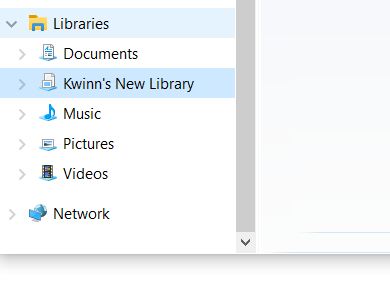 Libraries
Documents
Kwinn's New Library
Music
Pictures
Videos
Network